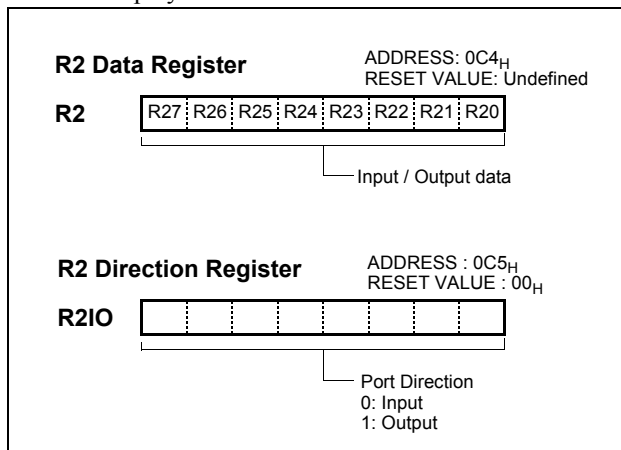 R2 Data Register
ADDRESS: 0C4H
RESET VALUE: Undefined
R2
R27 R26 R25 R24 R23 R22 R21 R20
Input / Output data
R2 Direction Register
ADDRESS : 0C5H
RESET VALUE : 00H
R2IO
Port Direction
0: Input
1: Output